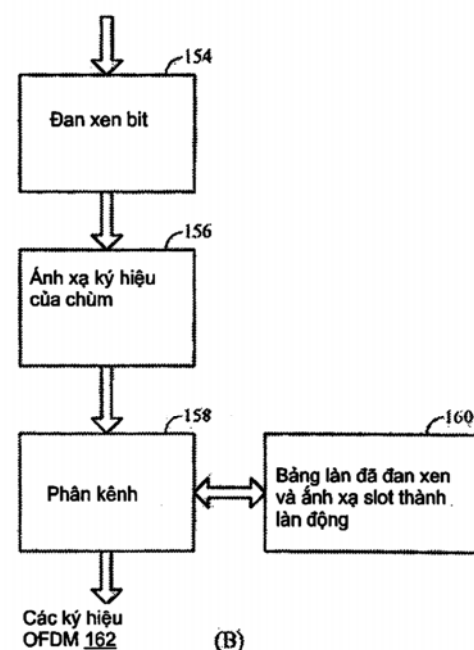 154
Đan xen bit
156
Ánh xạ ký hiệu
của chùm
158
160
Phân kênh
Bảng làn đã đan xen
và ánh xạ slot thành
làn động
Các ký hiệu
OFDM 162
(B)